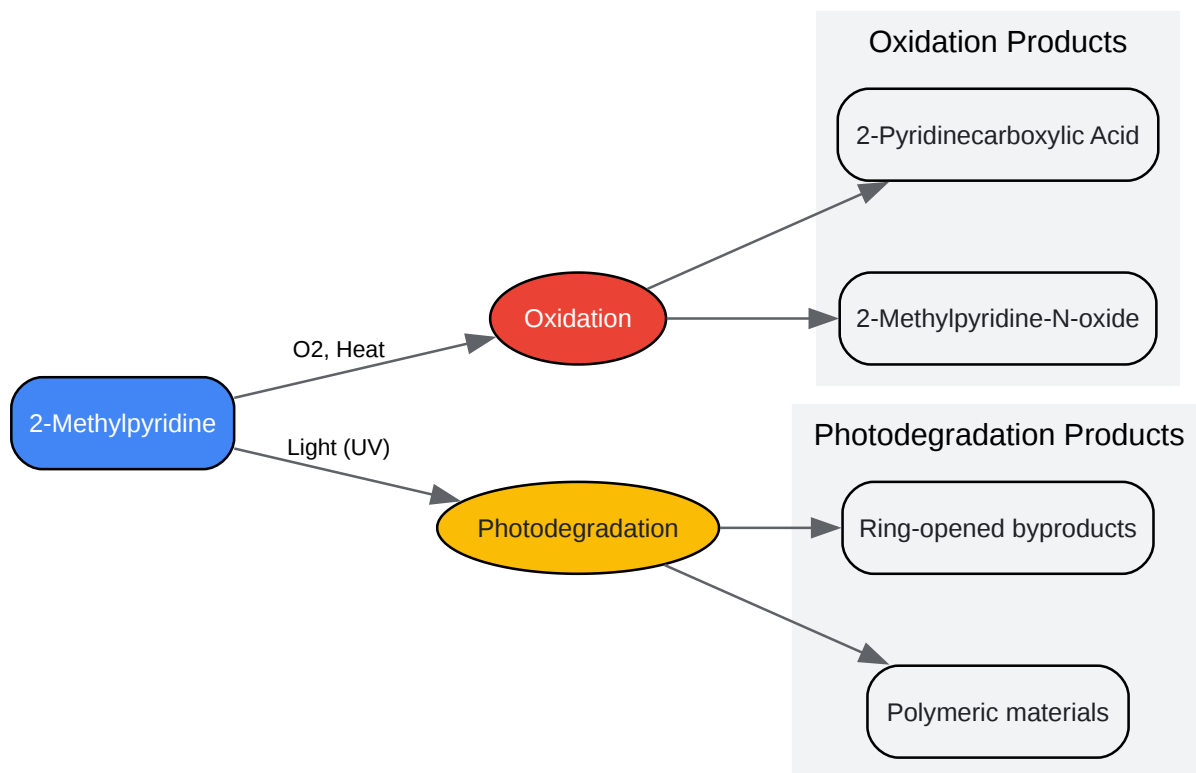 Oxidation Products
2-Pyridinecarboxylic Acid
Oxidation
2-Methylpyridine-N-oxide
O2, Heat
2-Methylpyridine
Light (UV)
Photodegradation Products
Photodegradation
Ring-opened byproducts
Polymeric materials